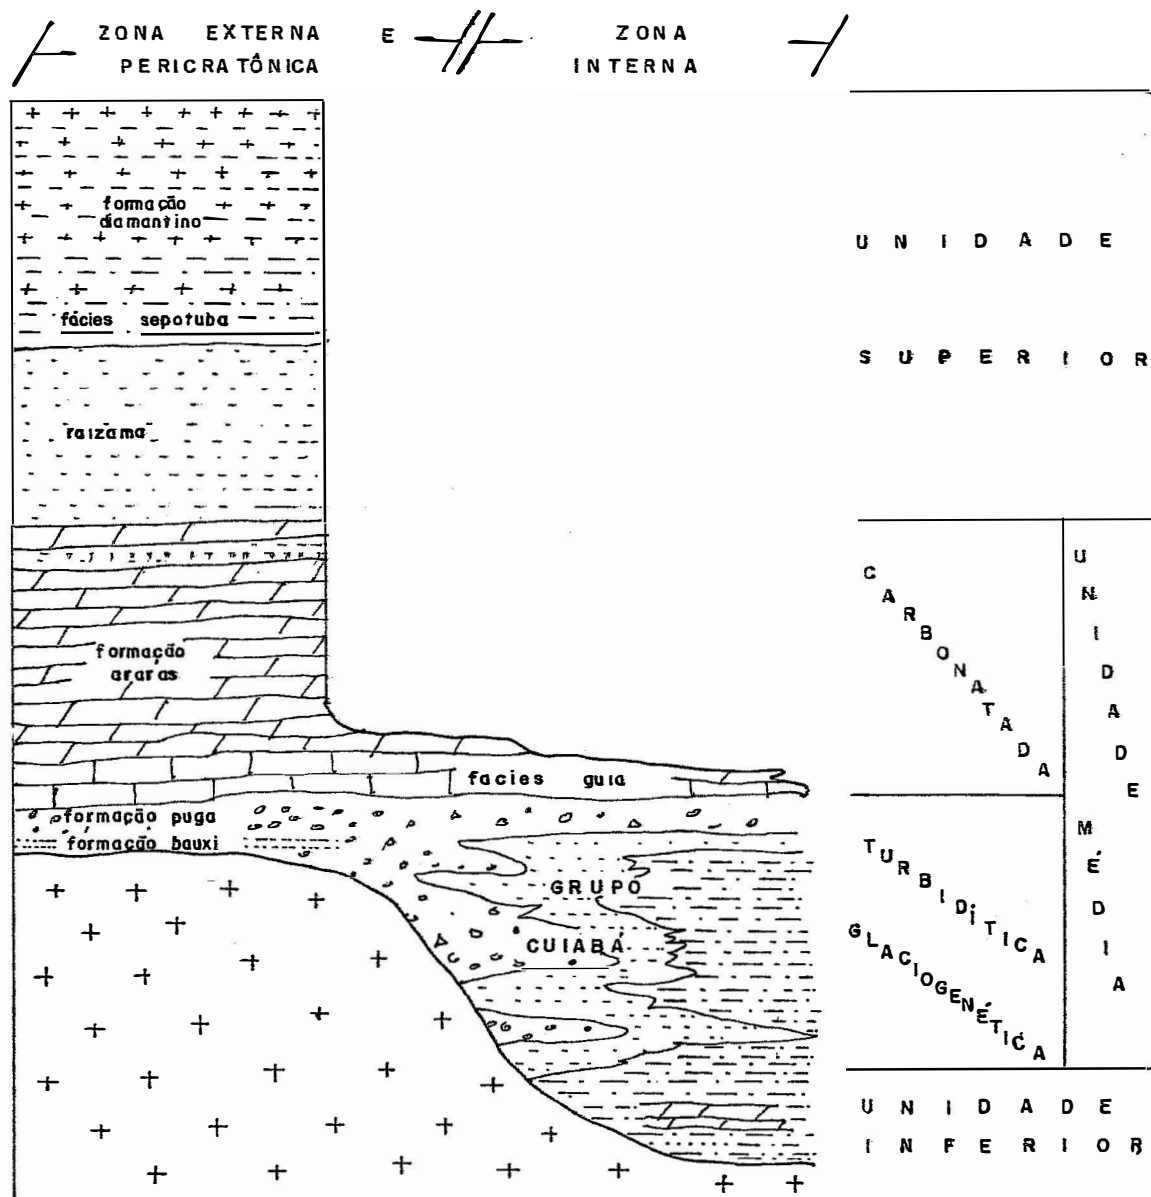 ZONA EXTERNA E
PERICRATÔNICA
ZONA
INTERNA
formação
diamantino
fácies sepotuba
raizama
formação
araras
facies guia
formação puga
formação bauxi
GRUPO
CUIABÁ
UNIDADE
SUPERIOR
CARBONATADA
UNIDADE MÉDIA
TURBIDÍTICA
GLACIOGENÉTICA
UNIDADE
INFERIOR